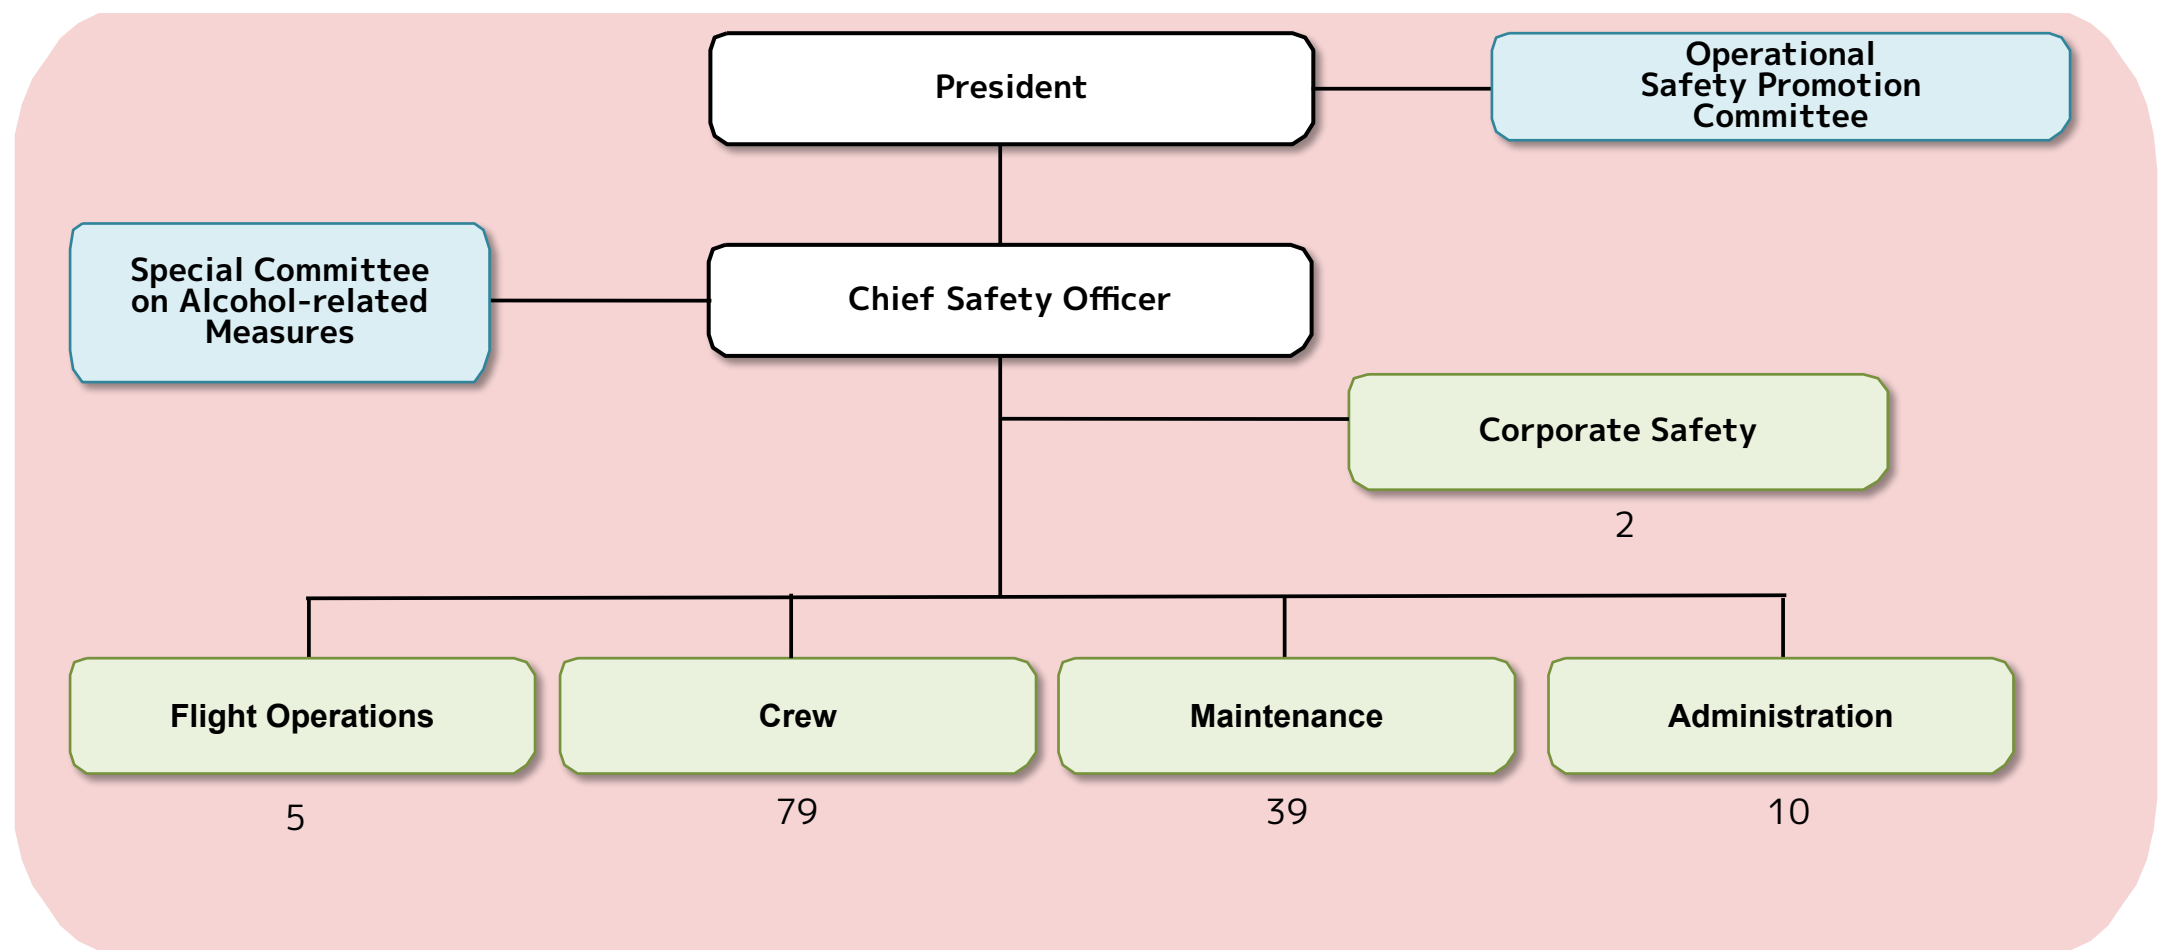 President
Operational
Safety Promotion
Committee
Special Committee
on Alcohol-related
Measures
Chief Safety Officer
Corporate Safety
2
Flight Operations
Crew
Maintenance
Administration
5
79
39
10